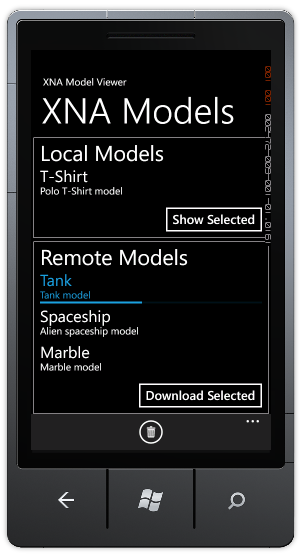 XNA Model Viewer
XNA Models
Local Models
T-Shirt
Polo T-Shirt model
Show Selected
Remote Models
Tank
Tank model
Spaceship
Alien spaceship model
Marble
Marble model
Download Selected